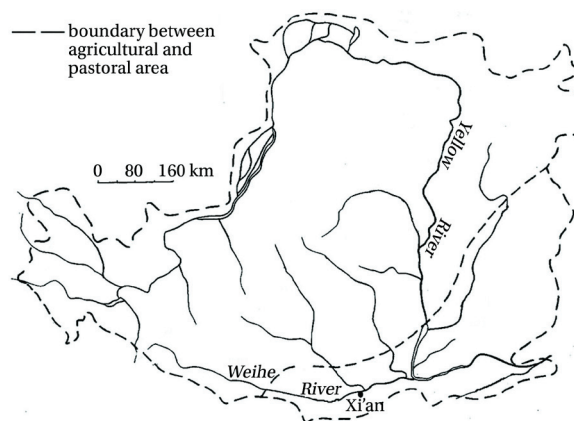 boundary between
agricultural and
pastoral area
0 80 160 km
Yellow
River
Weihe
River
Xi'an